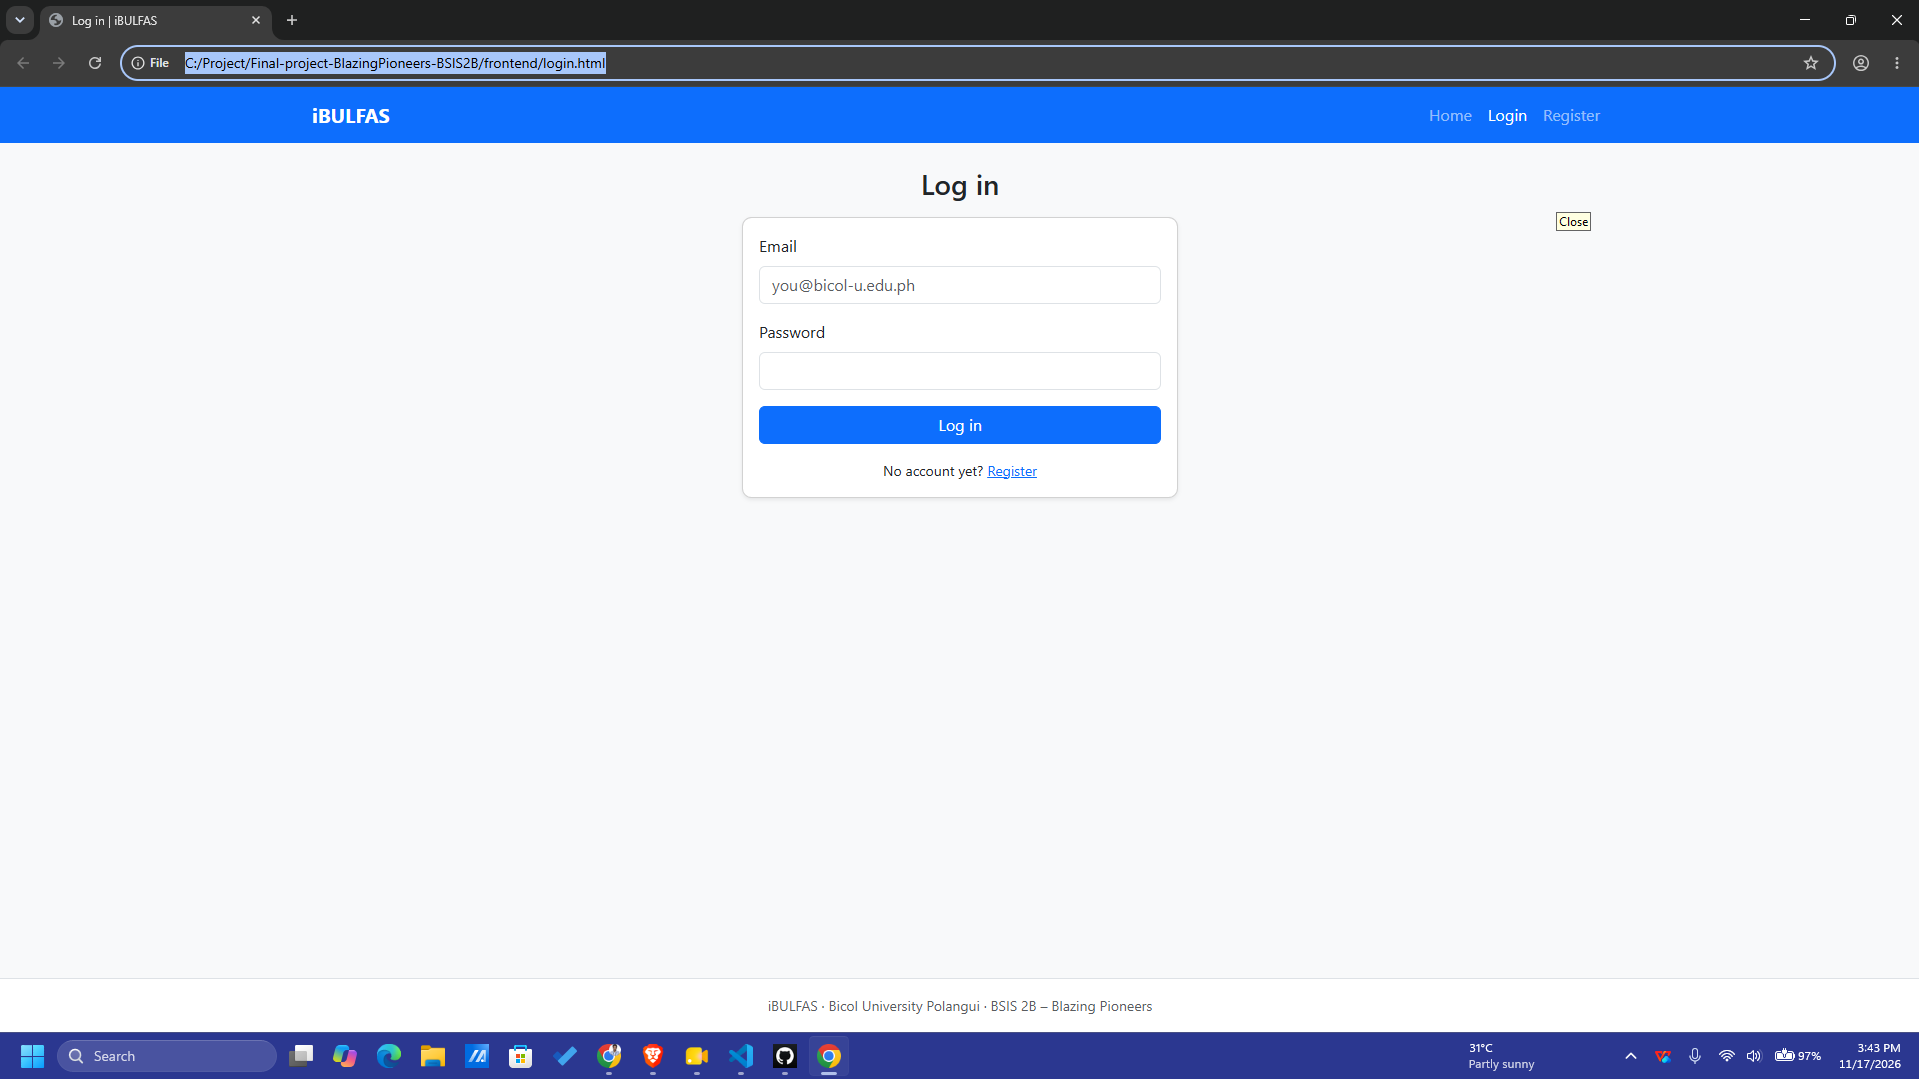 Log in | iBULFAS
File C:/Project/Final-project-BlazingPioneers-BSIS2B/frontend/login.html
iBULFAS Home Login Register
Log in
Close
Email
you@bicol-u.edu.ph
Password
Log in
No account yet? Register
iBULFAS · Bicol University Polangui · BSIS 2B – Blazing Pioneers
Search
31°C
Partly sunny
97%
3:43 PM
11/17/2026